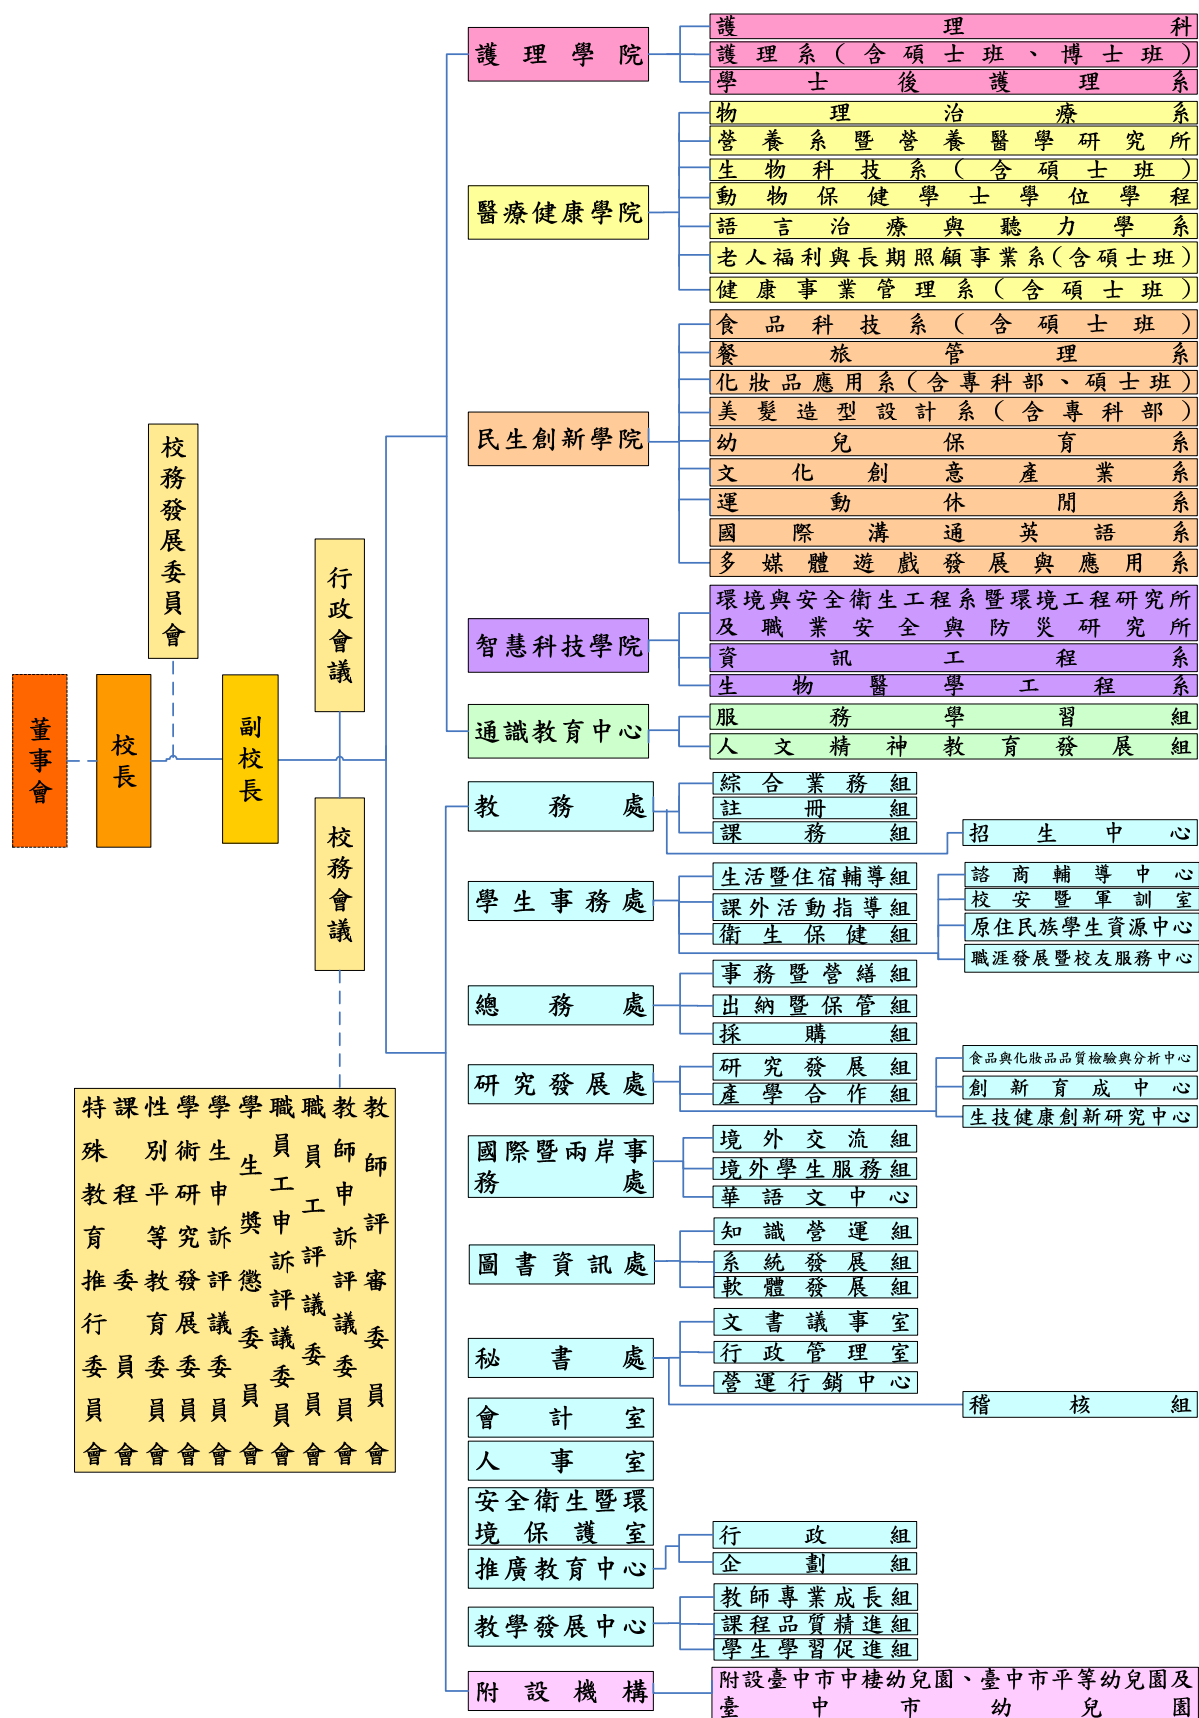 董事會
校長
校務發展委員會
副校長
行政會議
校務會議
特殊教育推行委員會
課程委員會
性別平等教育委員會
學術研究發展委員會
學生申訴評議委員會
學生獎懲委員會
職員工申訴評議委員會
職員工評議委員會
教師申訴評議委員會
教師評審委員會
護理學院
護理科
護理系(含碩士班、博士班)
學士後護理系
醫療健康學院
物理治療系
營養系暨營養醫學研究所
生物科技系(含碩士班)
動物保健學士學位學程
語言治療與聽力學系
老人福利與長期照顧事業系(含碩士班)
健康事業管理系(含碩士班)
民生創新學院
食品科技系(含碩士班)
餐旅管理系
化妝品應用系(含專科部、碩士班)
美髮造型設計系(含專科部)
幼兒保育系
文化創意產業系
運動休閒系
國際溝通英語系
多媒體遊戲發展與應用系
智慧科技學院
環境與安全衛生工程系暨環境工程研究所
及職業安全與防災研究所
資訊工程系
生物醫學工程系
通識教育中心
服務學習組
人文精神教育發展組
教務處
綜合業務組
註冊組
課務組
招生中心
學生事務處
生活暨住宿輔導組
課外活動指導組
衛生保健組
諮商輔導中心
校安暨軍訓室
原住民族學生資源中心
職涯發展暨校友服務中心
總務處
事務暨營繕組
出納暨保管組
採購組
研究發展處
研究發展組
產學合作組
食品與化妝品品質檢驗與分析中心
創新育成中心
生技健康創新研究中心
國際暨兩岸事
務處
境外交流組
境外學生服務組
華語文中心
圖書資訊處
知識營運組
系統發展組
軟體發展組
秘書處
文書議事室
行政管理室
營運行銷中心
稽核組
會計室
人事室
安全衛生暨環
境保護室
推廣教育中心
行政組
企劃組
教學發展中心
教師專業成長組
課程品質精進組
學生學習促進組
附設機構
附設臺中市中棲幼兒園、臺中市平等幼兒園及
臺中市幼兒園